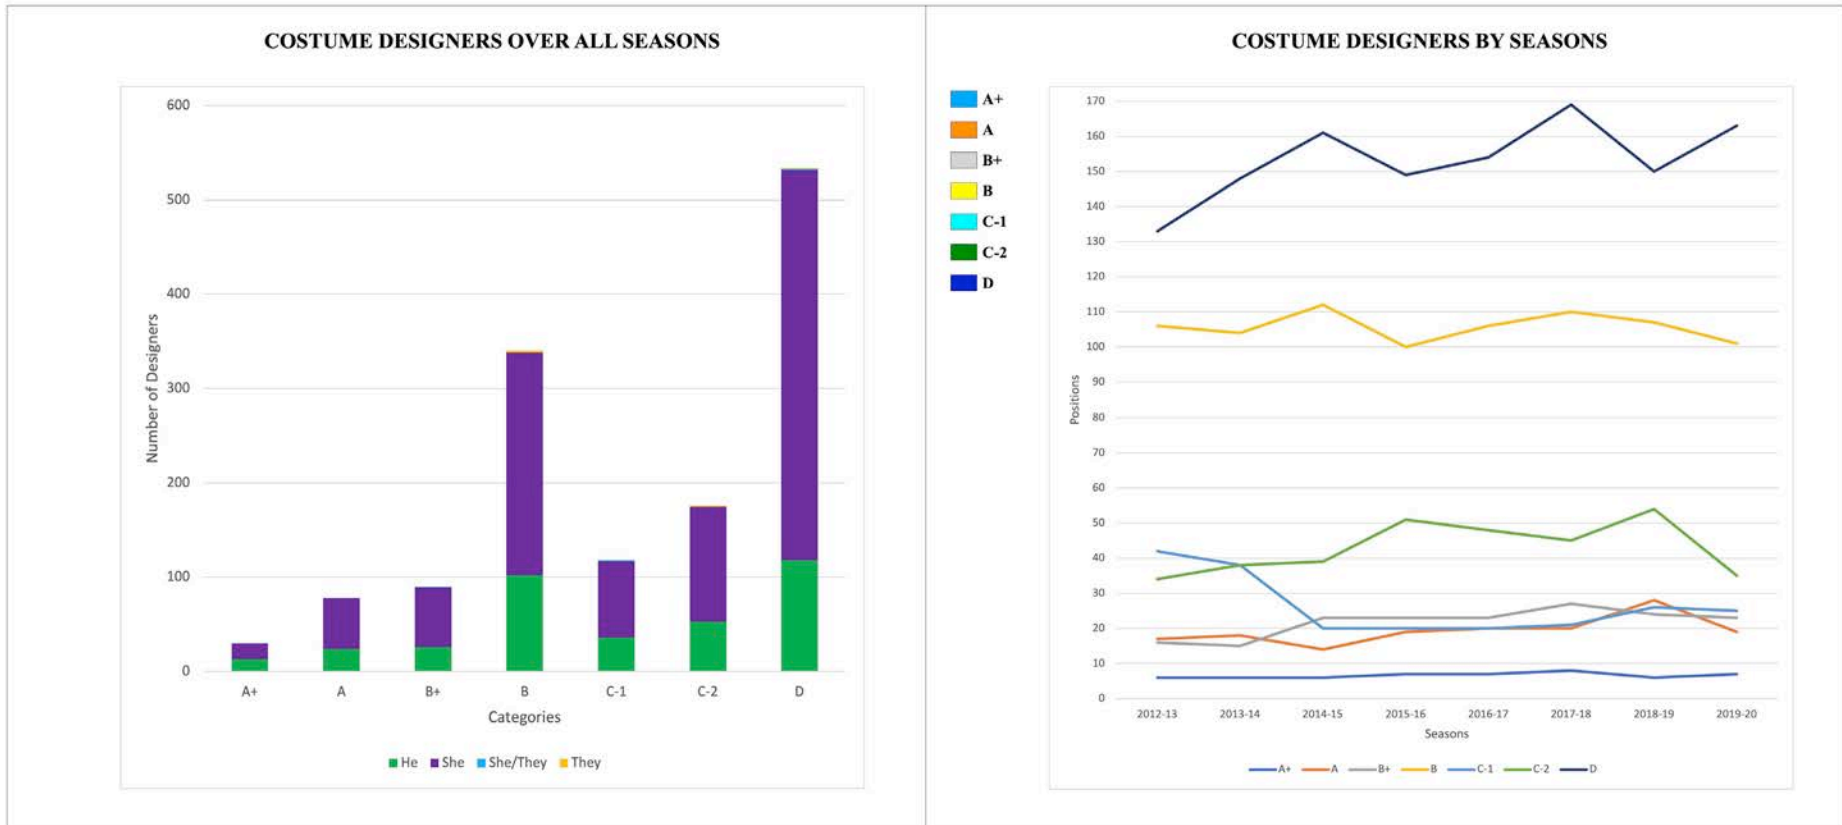 COSTUME DESIGNERS OVER ALL SEASONS
600
500
400
300
200
100
0
Number of Designers
A+ A B+ B C-1 C-2 D
Categories
He She She/They They
COSTUME DESIGNERS BY SEASONS
A+
A
B+
B
C-1
C-2
D
170
160
150
140
130
120
110
100
90
80
70
60
50
40
30
20
10
0
Positions
2012-13 2013-14 2014-15 2015-16 2016-17 2017-18 2018-19 2019-20
Seasons
A+ A B+ B C-1 C-2 D